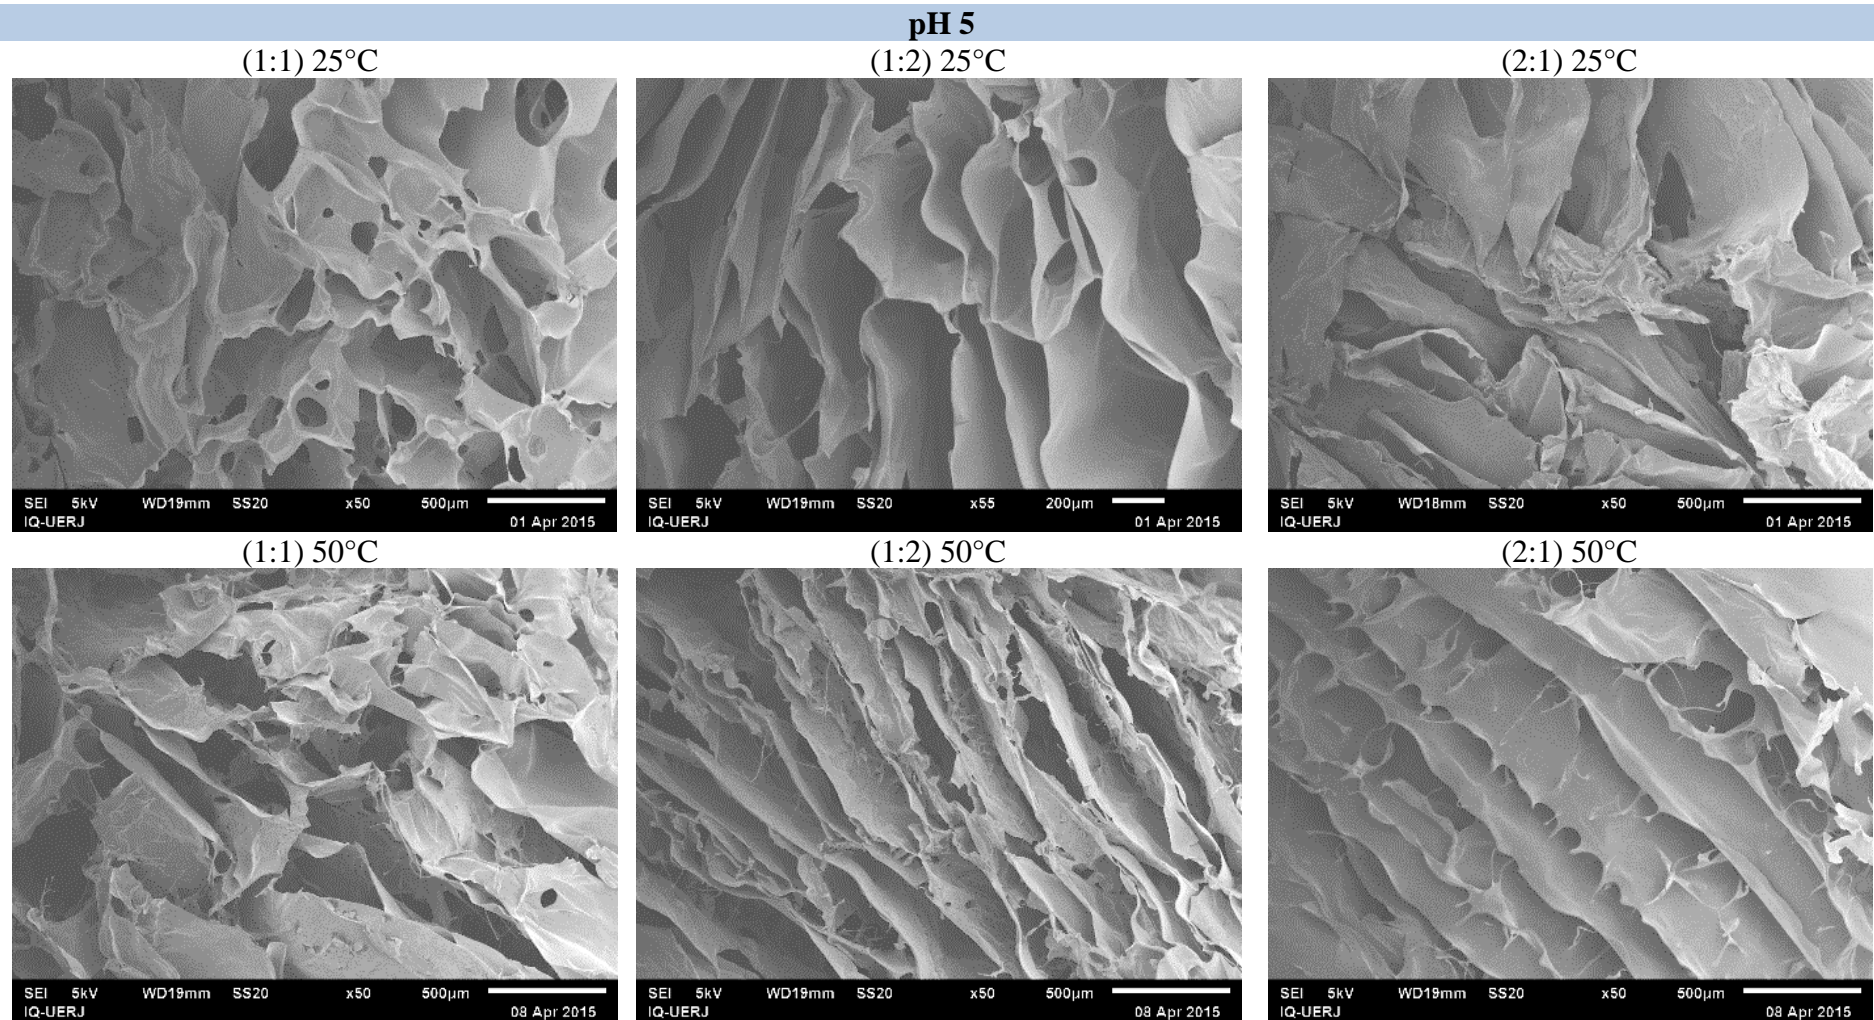 pH 5
(1:1) 25°C
(1:2) 25°C
(2:1) 25°C
SEI 5kV WD19mm SS20 x50 500µm
IQ-UERJ 01 Apr 2015
SEI 5kV WD19mm SS20 x55 200µm
IQ-UERJ 01 Apr 2015
SEI 5kV WD18mm SS20 x50 500µm
IQ-UERJ 01 Apr 2015
(1:1) 50°C
(1:2) 50°C
(2:1) 50°C
SEI 5kV WD19mm SS20 x50 500µm
IQ-UERJ 08 Apr 2015
SEI 5kV WD19mm SS20 x50 500µm
IQ-UERJ 08 Apr 2015
SEI 5kV WD19mm SS20 x50 500µm
IQ-UERJ 08 Apr 2015